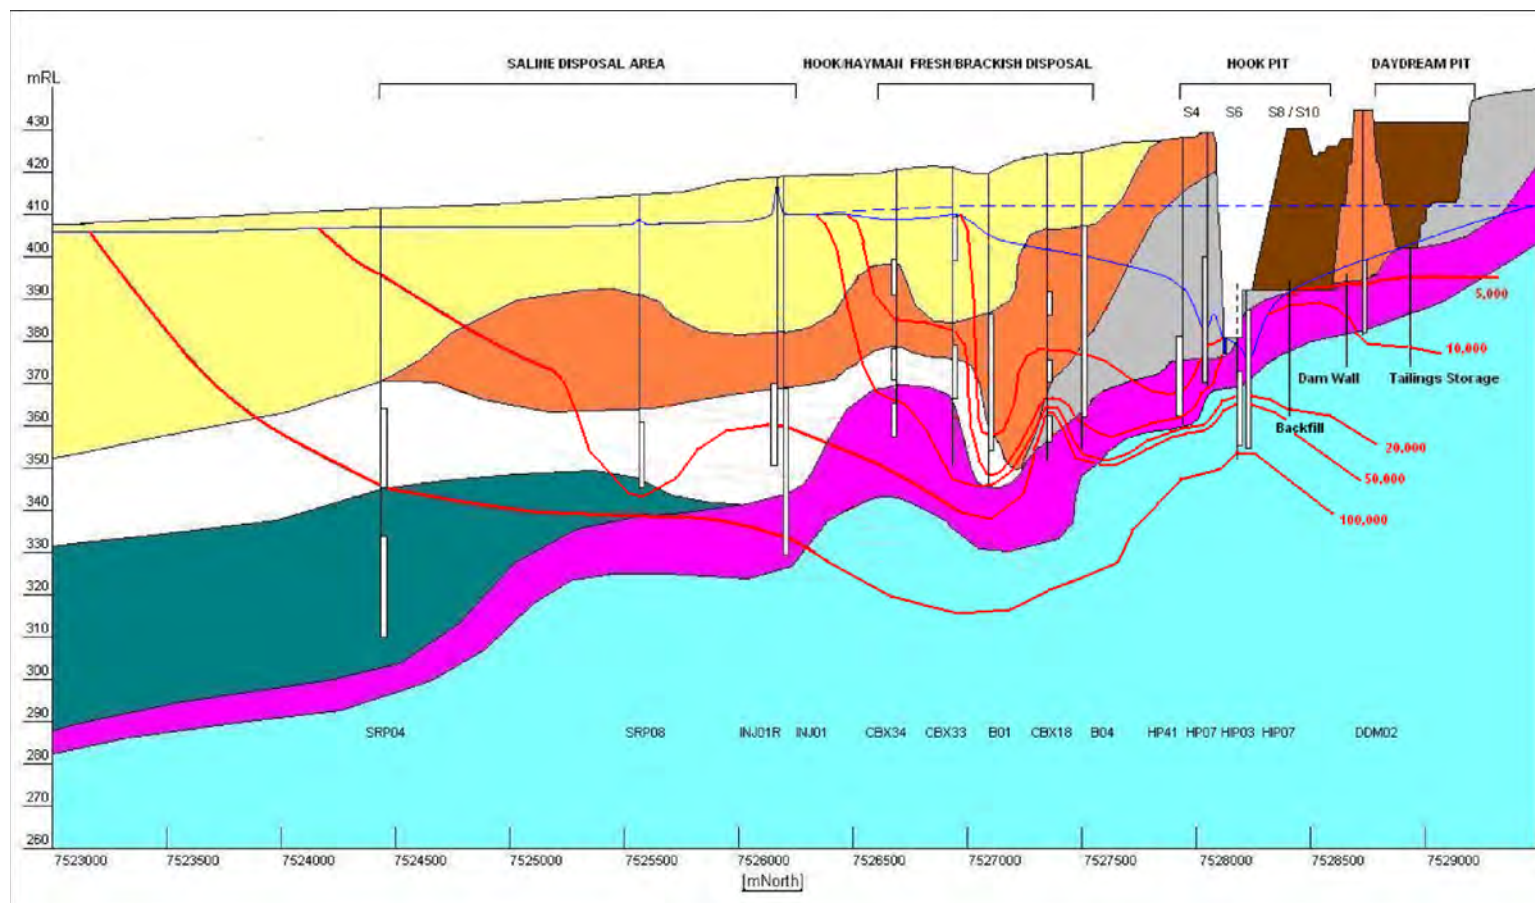 SALINE DISPOSAL AREA
HOOK/HAYMAN FRESH/BRACKISH DISPOSAL
HOOK PIT
DAYDREAM PIT
mRL
S4
S6
S8 / S10
430
420
410
400
390
380
370
360
350
340
330
320
310
300
290
280
270
260
5,000
10,000
Dam Wall
Tailings Storage
Backfill
20,000
50,000
100,000
SRP04
SRP08
INJ01R
INJ01
CBX34
CBX33
B01
CBX18
B04
HP41
HP07
HIP03
HIP07
DDM02
7523000
7523500
7524000
7524500
7525000
7525500
7526000
7526500
7527000
7527500
7528000
7528500
7529000
[mNorth]